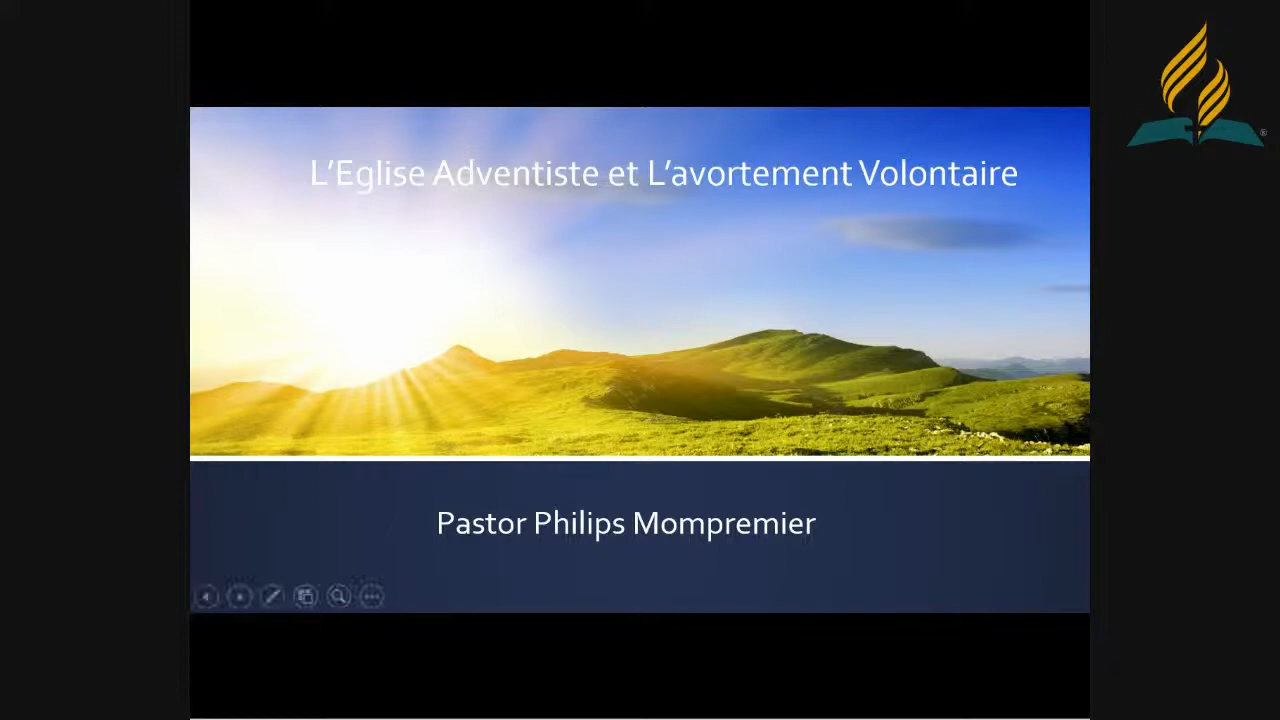 L'Eglise Adventiste et L'avortement Volontaire
Pastor Philips Mompremier
®